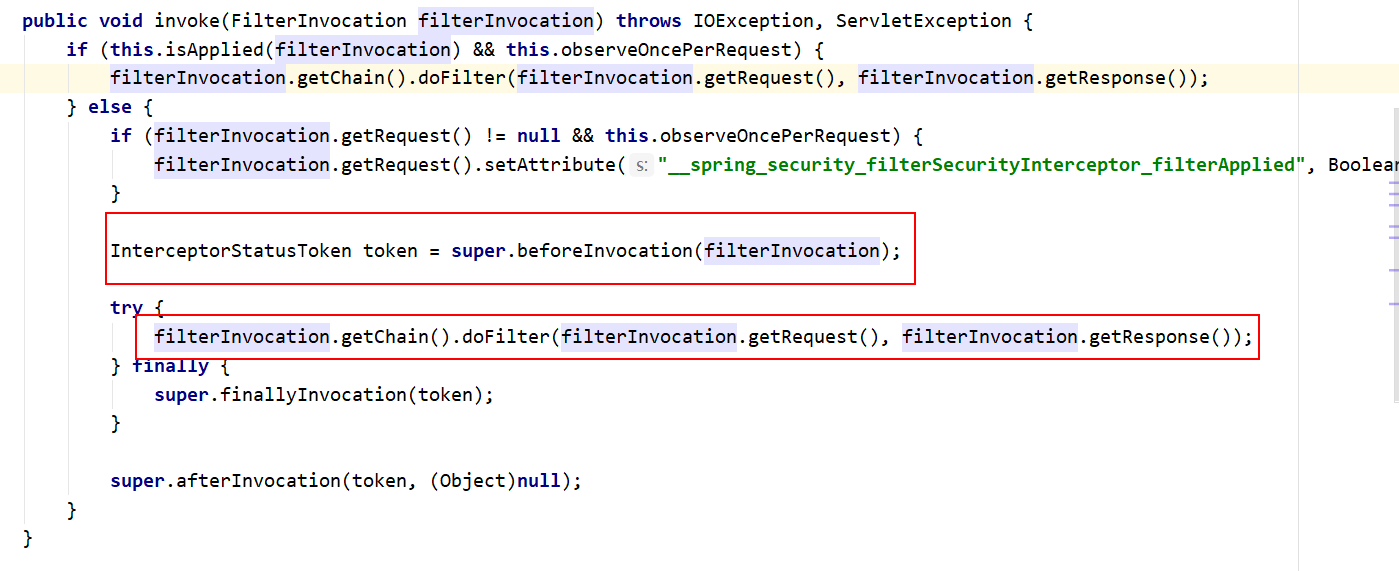 public void invoke(FilterInvocation filterInvocation) throws IOException, ServletException {
if (this.isApplied(filterInvocation) && this.observeOncePerRequest) {
filterInvocation.getChain().doFilter(filterInvocation.getRequest(), filterInvocation.getResponse());
} else {
if (filterInvocation.getRequest() != null && this.observeOncePerRequest) {
filterInvocation.getRequest().setAttribute( s: "__spring_security_filterSecurityInterceptor_filterApplied", Boolean
}
InterceptorStatusToken token = super.beforeInvocation(filterInvocation);
try {
filterInvocation.getChain().doFilter(filterInvocation.getRequest(), filterInvocation.getResponse());
} finally {
super.finallyInvocation(token);
}
super.afterInvocation(token, (Object)null);
}
}